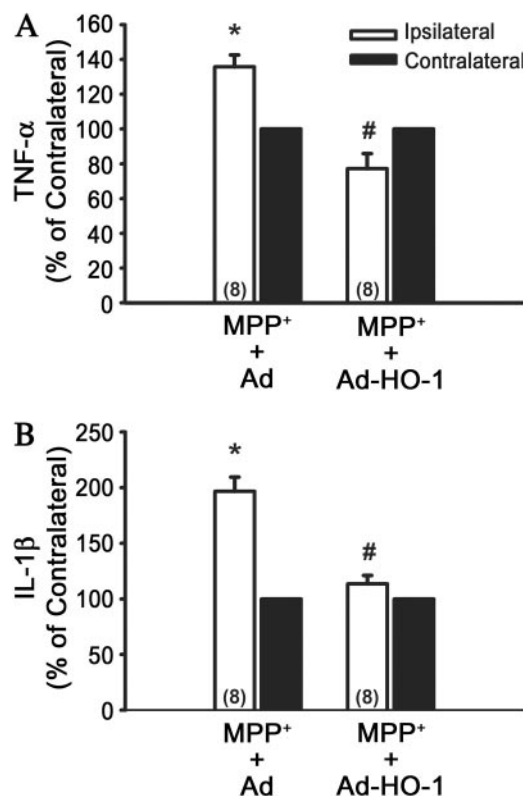 A
Ipsilateral
Contralateral
TNF-α
(% of Contralateral)
160
140
120
100
80
60
40
20
0
*
#
(8)
(8)
MPP⁺
+
Ad
MPP⁺
+
Ad-HO-1
B
IL-1β
(% of Contralateral)
250
200
150
100
50
0
*
#
(8)
(8)
MPP⁺
+
Ad
MPP⁺
+
Ad-HO-1